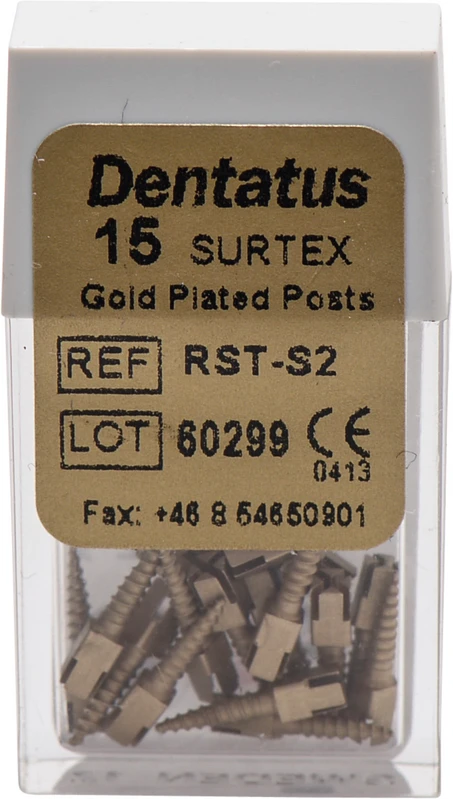 Dentatus
15 SURTEX
Gold Plated Posts
REF RST-S2
LOT 60299 CE
0413
Fax: +46 8 54650901